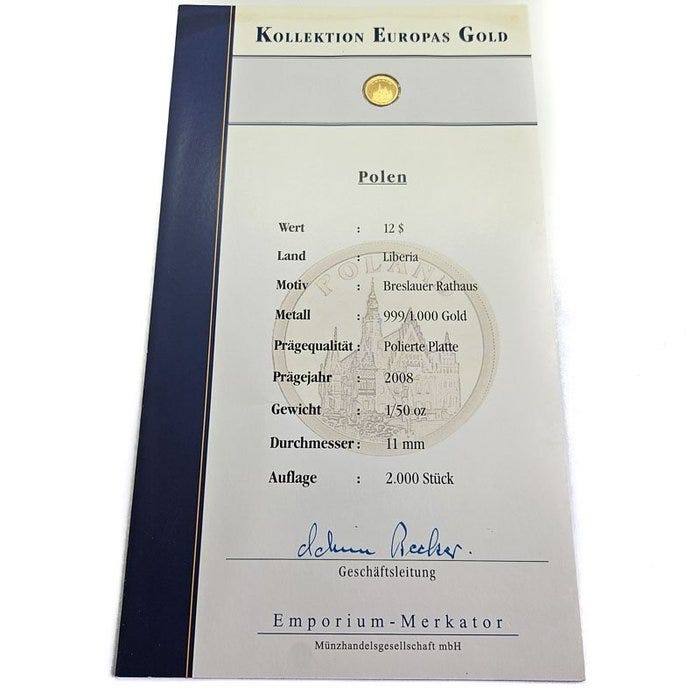 KOLLEKTION EUROPAS GOLD
Polen
Wert : 12 $
Land : Liberia
Motiv : Breslauer Rathaus
Metall : 999/1.000 Gold
Prägequalität : Polierte Platte
Prägejahr : 2008
Gewicht : 1/50 oz
Durchmesser : 11 mm
Auflage : 2.000 Stück
POLAND
Geschäftsleitung
Emporium-Merkator
Münzhandelsgesellschaft mbH